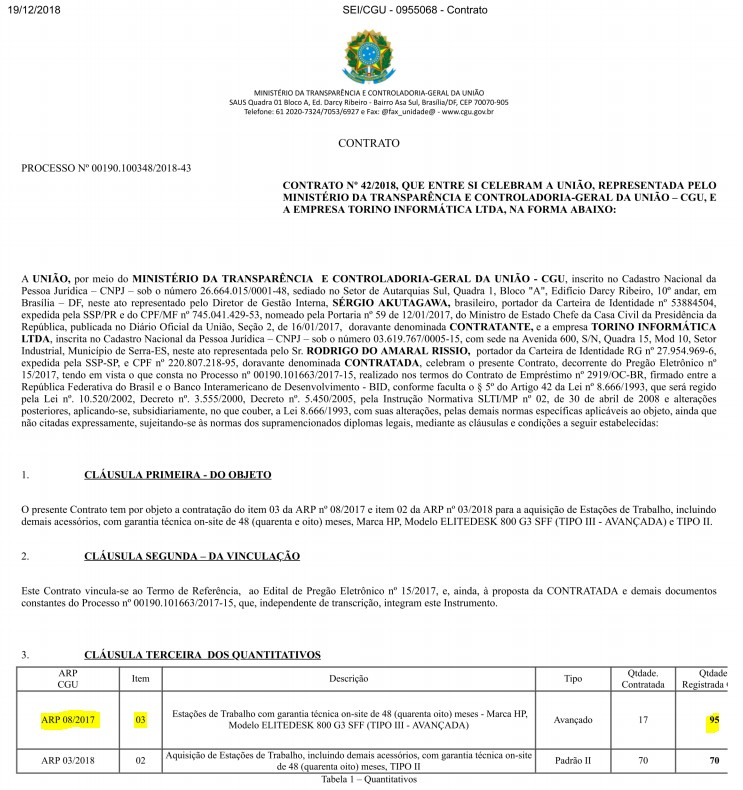 19/12/2018 SEI/CGU - 0955068 - Contrato
MINISTÉRIO DA TRANSPARÊNCIA E CONTROLADORIA-GERAL DA UNIÃO
SAUS Quadra 01 Bloco A, Ed. Darcy Ribeiro - Bairro Asa Sul, Brasília/DF, CEP 70070-905
Telefone: 61 2020-7324/7053/6927 e Fax: @fax_unidade@ - www.cgu.gov.br
CONTRATO
PROCESSO Nº 00190.100348/2018-43
CONTRATO Nº 42/2018, QUE ENTRE SI CELEBRAM A UNIÃO, REPRESENTADA PELO
MINISTÉRIO DA TRANSPARÊNCIA E CONTROLADORIA-GERAL DA UNIÃO – CGU, E
A EMPRESA TORINO INFORMÁTICA LTDA, NA FORMA ABAIXO:
A UNIÃO, por meio do MINISTÉRIO DA TRANSPARÊNCIA E CONTROLADORIA-GERAL DA UNIÃO - CGU, inscrito no Cadastro Nacional da
Pessoa Jurídica – CNPJ – sob o número 26.664.015/0001-48, sediado no Setor de Autarquias Sul, Quadra 1, Bloco "A", Edifício Darcy Ribeiro, 10º andar, em
Brasília – DF, neste ato representado pelo Diretor de Gestão Interna, SÉRGIO AKUTAGAWA, brasileiro, portador da Carteira de Identidade nº 53884504,
expedida pela SSP/PR e do CPF/MF nº 745.041.429-53, nomeado pela Portaria nº 59 de 12/01/2017, do Ministro de Estado Chefe da Casa Civil da Presidência da
República, publicada no Diário Oficial da União, Seção 2, de 16/01/2017, doravante denominada CONTRATANTE, e a empresa TORINO INFORMÁTICA
LTDA, inscrita no Cadastro Nacional da Pessoa Jurídica – CNPJ – sob o número 03.619.767/0005-15, com sede na Avenida 600, S/N, Quadra 15, Mod 10, Setor
Industrial, Município de Serra-ES, neste ato representado pelo Sr. RODRIGO DO AMARAL RISSIO, portador da Carteira de Identidade RG nº 27.954.969-6,
expedida pela SSP-SP, e CPF nº 220.807.218-95, doravante denominada CONTRATADA, celebram o presente Contrato, decorrente do Pregão Eletrônico nº
15/2017, tendo em vista o que consta no Processo nº 00190.101663/2017-15, realizado nos termos do Contrato de Empréstimo nº 2919/OC-BR, firmado entre a
República Federativa do Brasil e o Banco Interamericano de Desenvolvimento - BID, conforme faculta o § 5º do Artigo 42 da Lei nº 8.666/1993, que será regido
pela Lei nº. 10.520/2002, Decreto nº. 3.555/2000, Decreto nº. 5.450/2005, pela Instrução Normativa SLTI/MP nº 02, de 30 de abril de 2008 e alterações
posteriores, aplicando-se, subsidiariamente, no que couber, a Lei 8.666/1993, com suas alterações, pelas demais normas específicas aplicáveis ao objeto, ainda que
não citadas expressamente, sujeitando-se às normas dos supramencionados diplomas legais, mediante as cláusulas e condições a seguir estabelecidas:
1. CLÁUSULA PRIMEIRA - DO OBJETO
O presente Contrato tem por objeto a contratação do item 03 da ARP nº 08/2017 e item 02 da ARP nº 03/2018 para a aquisição de Estações de Trabalho, incluindo
demais acessórios, com garantia técnica on-site de 48 (quarenta e oito) meses, Marca HP, Modelo ELITEDESK 800 G3 SFF (TIPO III - AVANÇADA) e TIPO II.
2. CLÁUSULA SEGUNDA – DA VINCULAÇÃO
Este Contrato vincula-se ao Termo de Referência, ao Edital de Pregão Eletrônico nº 15/2017, e, ainda, à proposta da CONTRATADA e demais documentos
constantes do Processo nº 00190.101663/2017-15, que, independente de transcrição, integram este Instrumento.
3. CLÁUSULA TERCEIRA DOS QUANTITATIVOS
ARP CGU Item Descrição Tipo Qtdade. Contratada Qtdade Registrada
ARP 08/2017 03 Estações de Trabalho com garantia técnica on-site de 48 (quarenta oito) meses - Marca HP, Modelo ELITEDESK 800 G3 SFF (TIPO III - AVANÇADA) Avançado 17 95
ARP 03/2018 02 Aquisição de Estações de Trabalho, incluindo demais acessórios, com garantia técnica on-site de 48 (quarenta e oito) meses, TIPO II Padrão II 70 70
Tabela 1 – Quantitativos